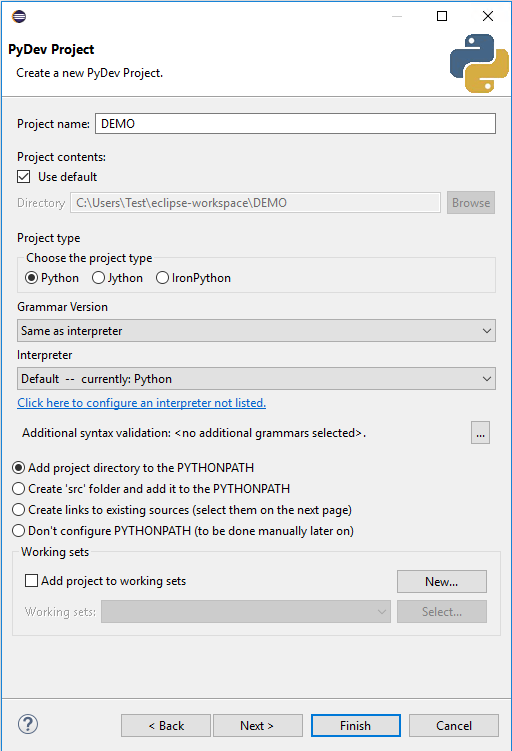 PyDev Project
Create a new PyDev Project.
Project name: DEMO
Project contents:
Use default
Directory C:\Users\Test\eclipse-workspace\DEMO Browse
Project type
Choose the project type
Python Jython IronPython
Grammar Version
Same as interpreter
Interpreter
Default -- currently: Python
Click here to configure an interpreter not listed.
Additional syntax validation: <no additional grammars selected>. ...
Add project directory to the PYTHONPATH
Create 'src' folder and add it to the PYTHONPATH
Create links to existing sources (select them on the next page)
Don't configure PYTHONPATH (to be done manually later on)
Working sets
Add project to working sets New...
Working sets: Select...
? < Back Next > Finish Cancel